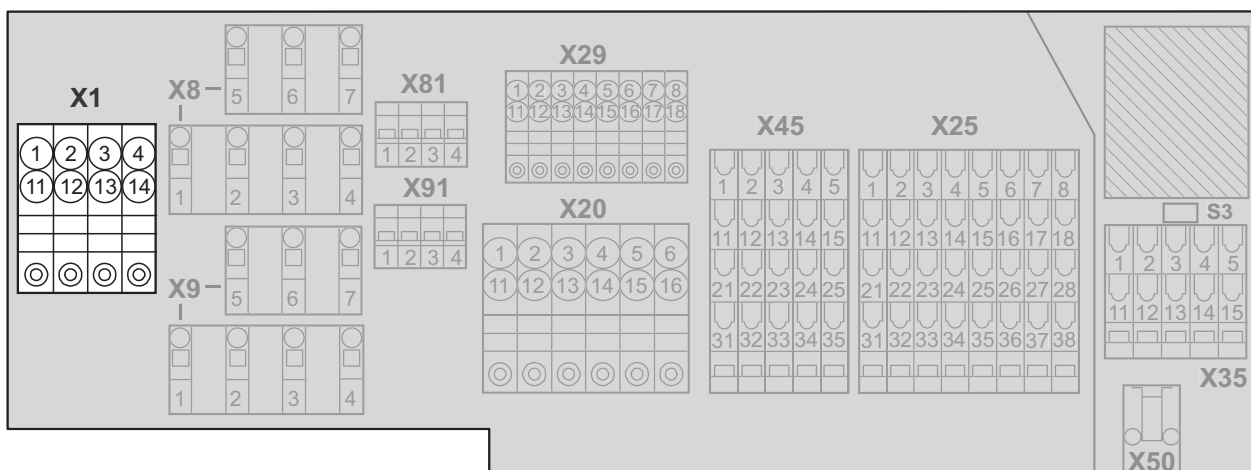 X1
1 2 3 4
11 12 13 14
X8
5 6 7
1 2 3 4
X9
5 6 7
1 2 3 4
X81
1 2 3 4
X91
1 2 3 4
X29
1 2 3 4 5 6 7 8
11 12 13 14 15 16 17 18
X20
1 2 3 4 5 6
11 12 13 14 15 16
X45
1 2 3 4 5
11 12 13 14 15
21 22 23 24 25
31 32 33 34 35
X25
1 2 3 4 5 6 7 8
11 12 13 14 15 16 17 18
21 22 23 24 25 26 27 28
31 32 33 34 35 36 37 38
S3
1 2 3 4 5
11 12 13 14 15
X35
X50